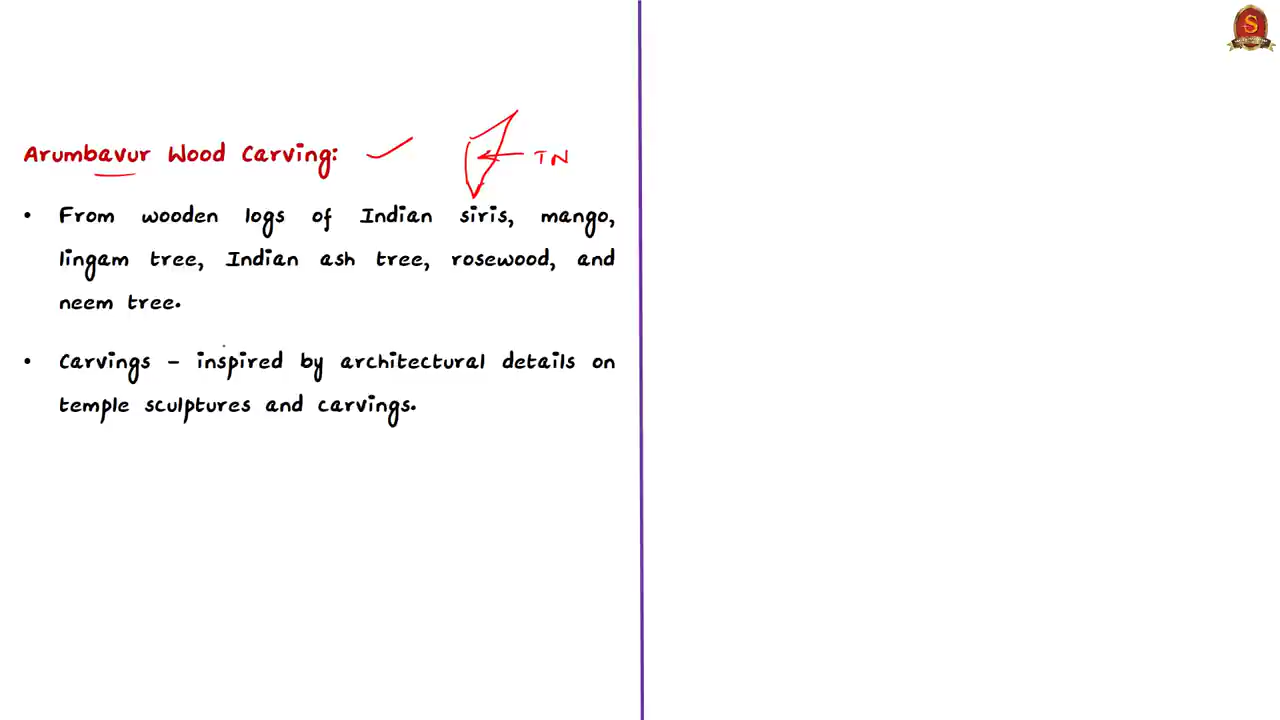 S
Arumbavur Wood Carving:
TN
• From wooden logs of Indian siris, mango,
lingam tree, Indian ash tree, rosewood, and
neem tree.
• Carvings – inspired by architectural details on
temple sculptures and carvings.